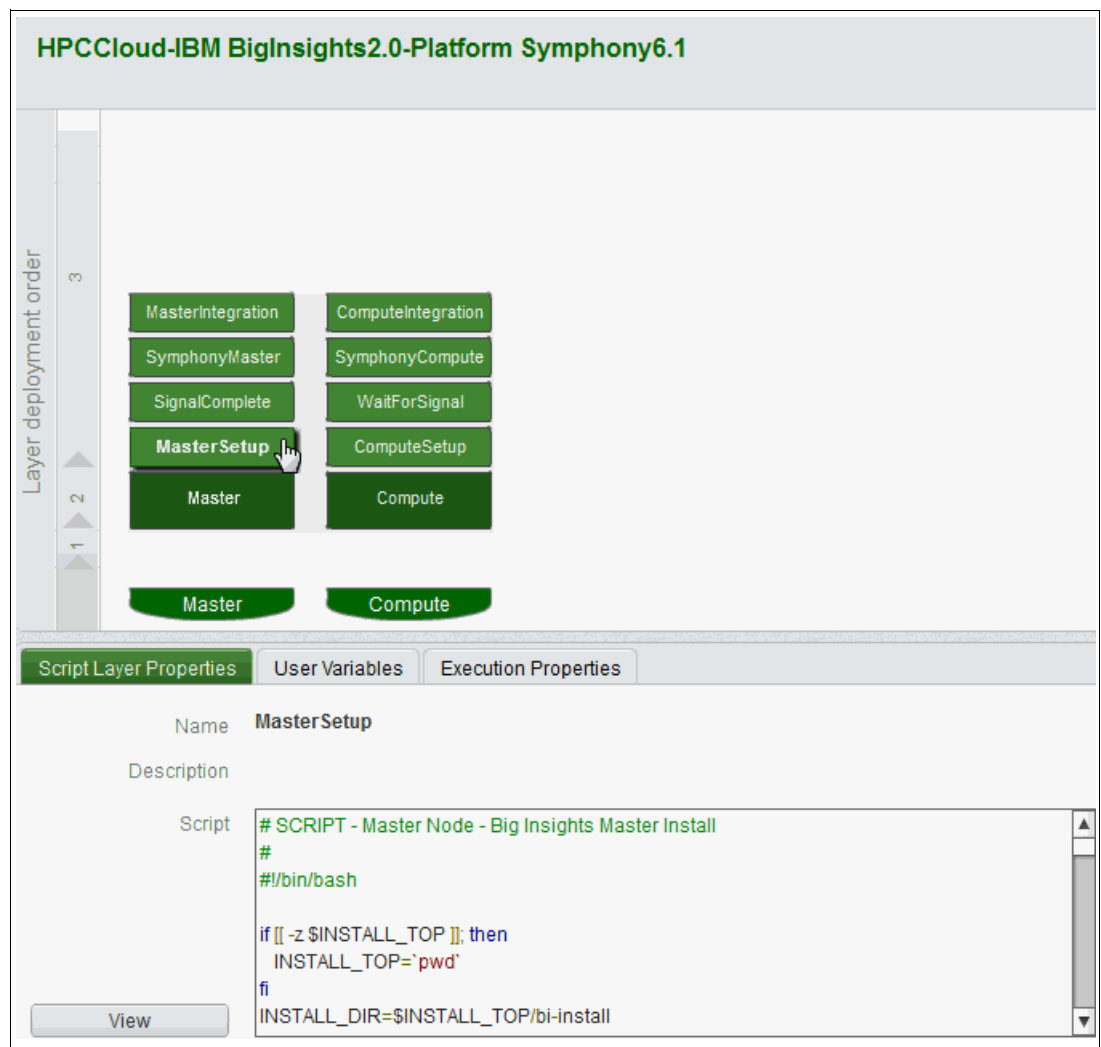 HPCCloud-IBM BigInsights2.0-Platform Symphony6.1
Layer deployment order
3
2
1
MasterIntegration ComputeIntegration
SymphonyMaster SymphonyCompute
SignalComplete WaitForSignal
MasterSetup ComputeSetup
Master Compute
Master Compute
Script Layer Properties User Variables Execution Properties
Name MasterSetup
Description
Script # SCRIPT - Master Node - Big Insights Master Install
#
#!/bin/bash
if [[ -z $INSTALL_TOP ]]; then
INSTALL_TOP=`pwd`
fi
INSTALL_DIR=$INSTALL_TOP/bi-install
View